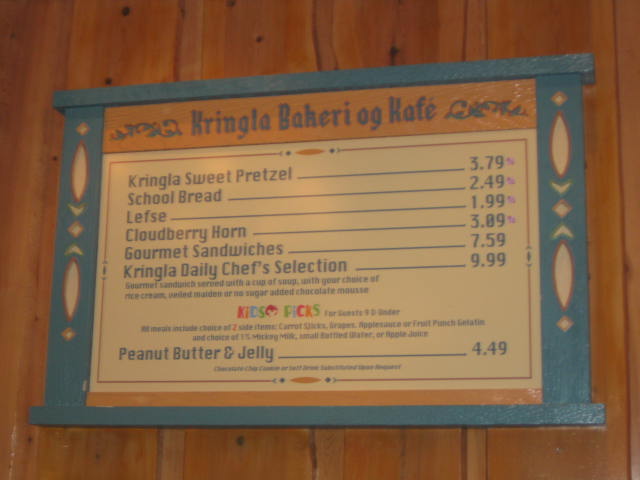 Kringla Bakeri og Kafé
Kringla Sweet Pretzel 3.79
School Bread 2.49
Lefse 1.99
Cloudberry Horn 3.89
Gourmet Sandwiches 7.59
Kringla Daily Chef's Selection 9.99
Gourmet sandwich served with a cup of soup, with your choice of
rice cream, veiled maiden or no sugar added chocolate mousse
KiDS PiCKS For Guests 9 & Under
All meals include choice of 2 side items: Carrot Sticks, Grapes, Applesauce or Fruit Punch Gelatin
and choice of 1% Mickey Milk, small Bottled Water, or Apple Juice
Peanut Butter & Jelly 4.49
Chocolate Chip Cookie or Soft Drink Substituted Upon Request